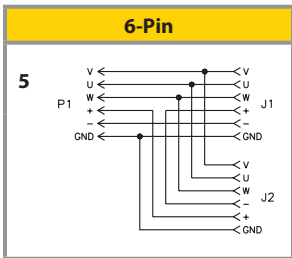 6-Pin
5
V V
U U
P1 W W J1
+ +
− −
GND GND
V
U
W J2
−
+
GND